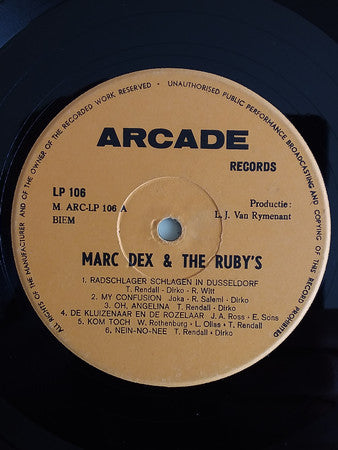 ALL RIGHTS OF THE MANUFACTURER AND OF THE OWNER OF THE RECORDED WORK RESERVED - UNAUTHORISED PUBLIC PERFORMANCE BROADCASTING AND COPYING OF THIS RECORD PROHIBITED
ARCADE
RECORDS
LP 106
M ARC-LP 106 A
BIEM
Productie:
L. J. Van Rymenant
MARC DEX & THE RUBY'S
1. RADSCHLAGER SCHLAGEN IN DUSSELDORF
T. Rendall - Dirko - R. Witt
2. MY CONFUSION Joka - R. Salemi - Dirko
3. OH, ANGELINA T. Rendall - Dirko
4. DE KLUIZENAAR EN DE ROZELAAR J. A. Ross - E. Sons
5. KOM TOCH W. Rothenburg - L. Oliss - T. Rendall
6. NEIN-NO-NEE T. Rendall - Dirko